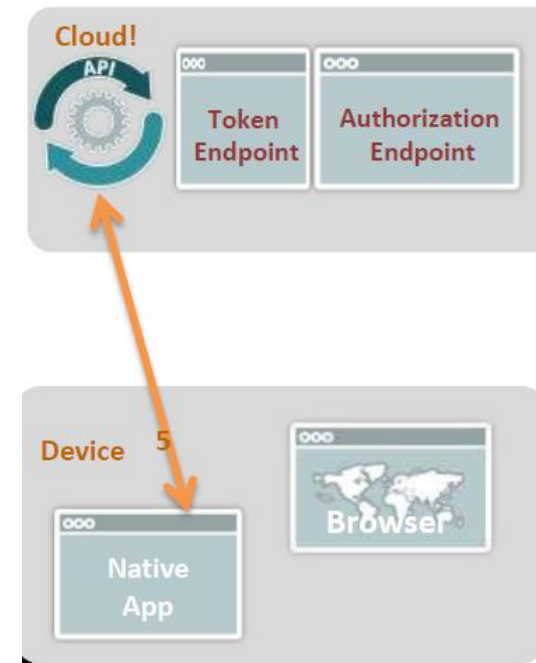 Cloud!
API
Token
Endpoint
Authorization
Endpoint
Device
5
Browser
Native
App